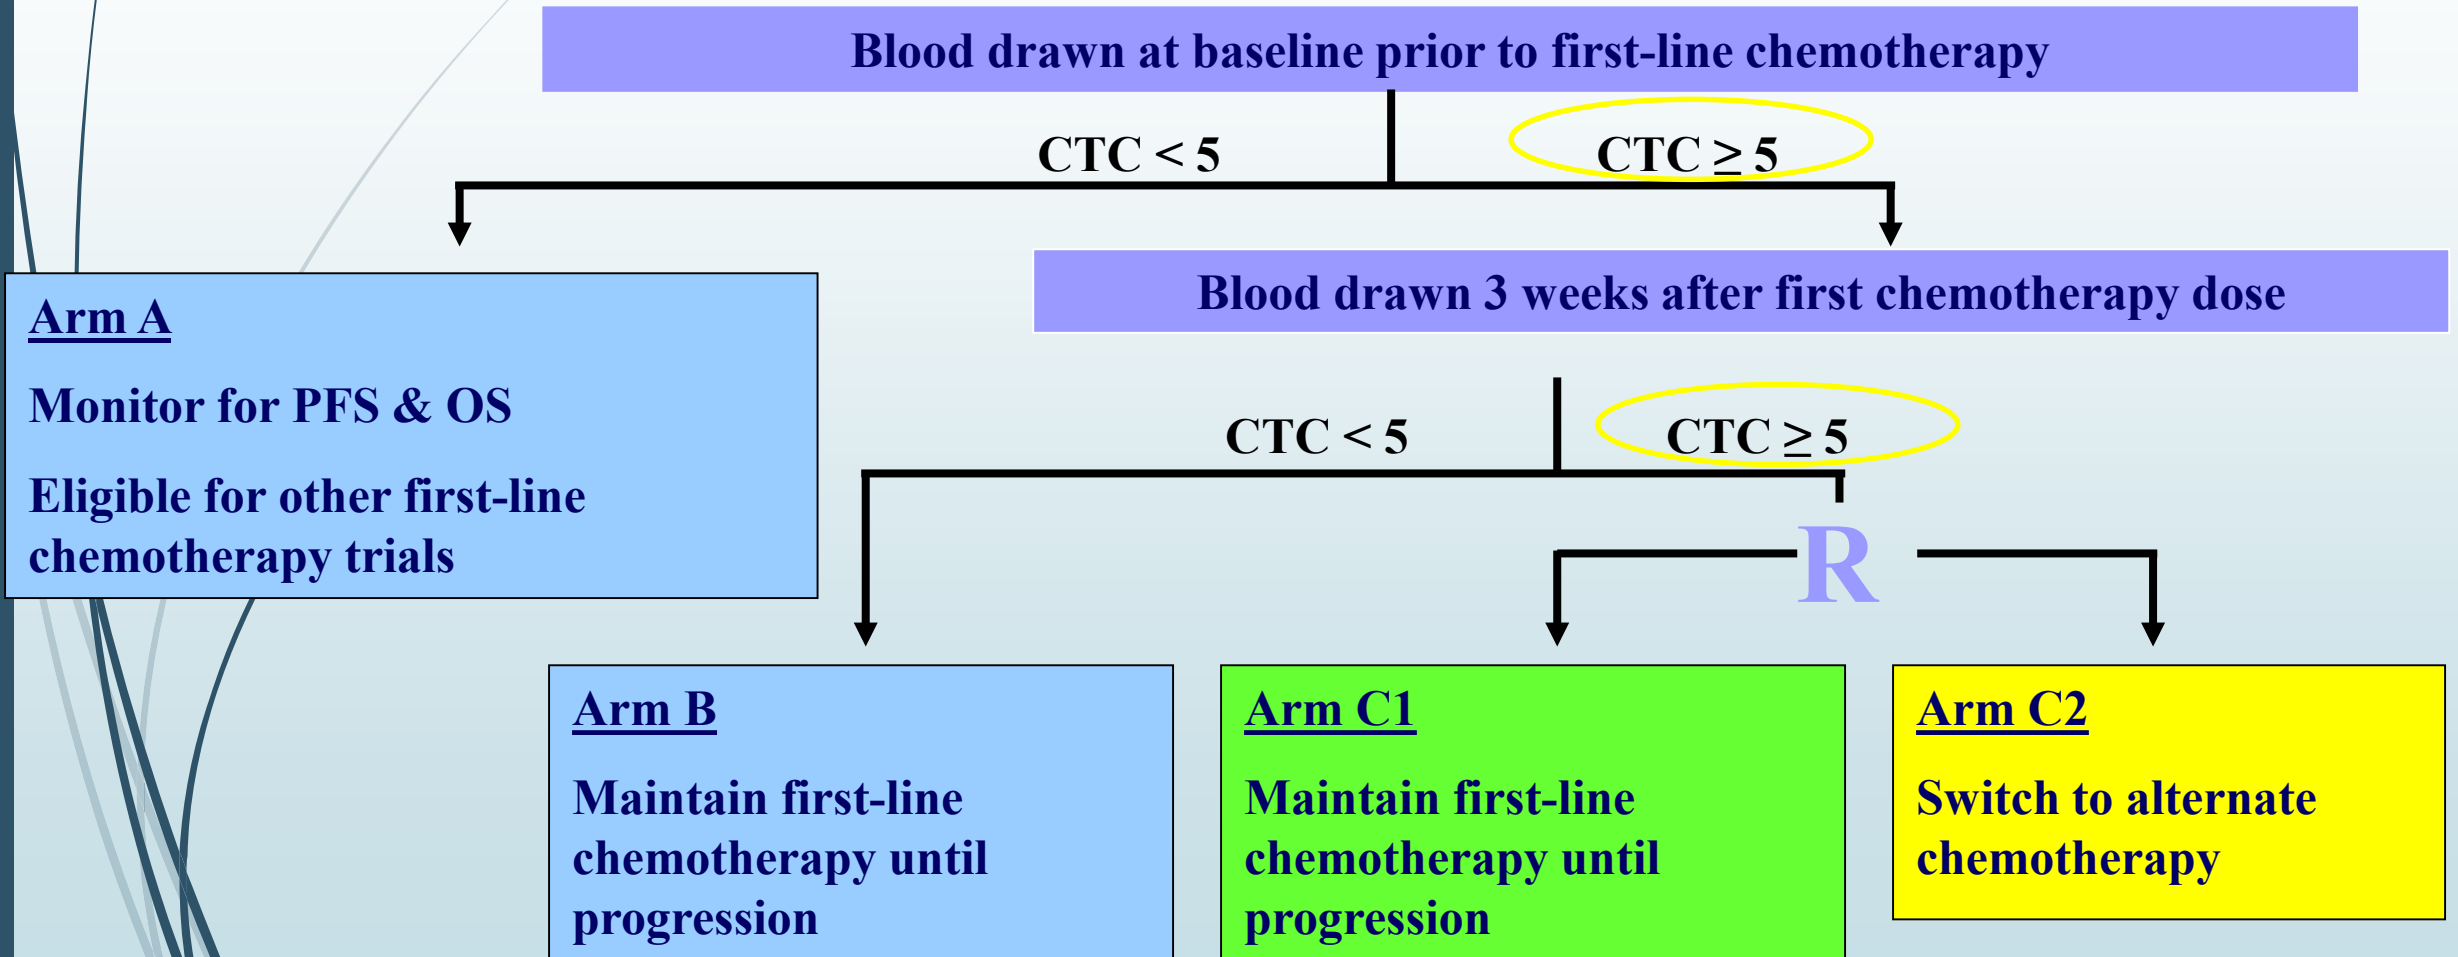 Blood drawn at baseline prior to first-line chemotherapy
CTC < 5
CTC ≥ 5
Blood drawn 3 weeks after first chemotherapy dose
Arm A
Monitor for PFS & OS
Eligible for other first-line
chemotherapy trials
CTC < 5
CTC ≥ 5
R
Arm B
Maintain first-line
chemotherapy until
progression
Arm C1
Maintain first-line
chemotherapy until
progression
Arm C2
Switch to alternate
chemotherapy